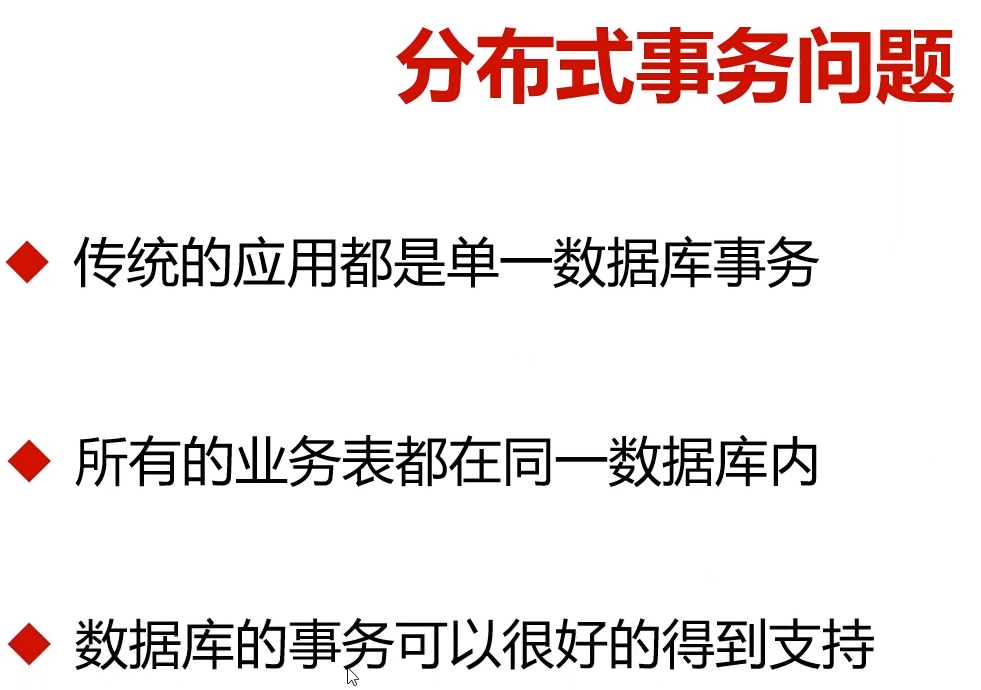 分布式事务问题
传统的应用都是单一数据库事务
所有的业务表都在同一数据库内
数据库的事务可以很好的得到支持